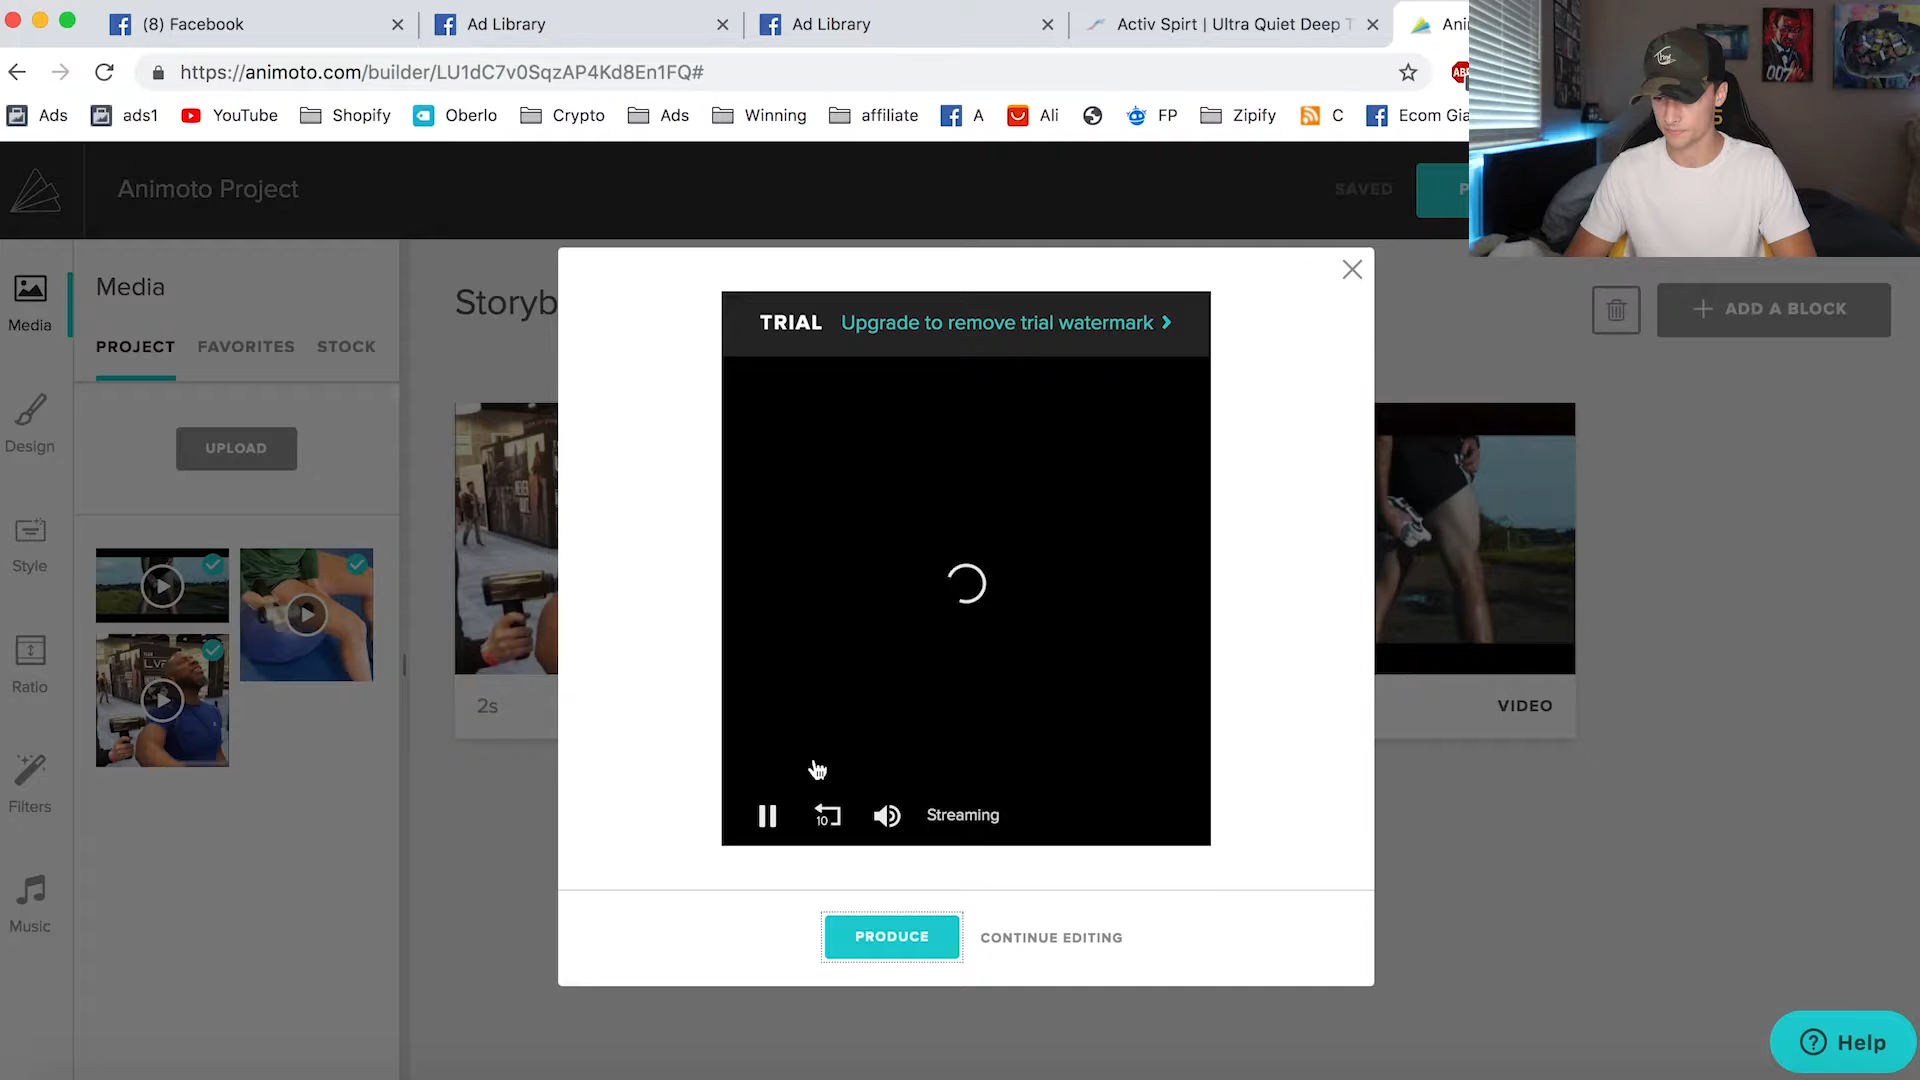 (8) Facebook
Ad Library
Ad Library
Activ Spirt | Ultra Quiet Deep T
Ani
https://animoto.com/builder/LU1dC7v0SqzAP4Kd8En1FQ#
Ads
ads1
YouTube
Shopify
Oberlo
Crypto
Ads
Winning
affiliate
A
Ali
FP
Zipify
C
Ecom Gia
Animoto Project
SAVED
P
007
Media
Media
Storyb
ADD A BLOCK
PROJECT
FAVORITES
STOCK
TRIAL Upgrade to remove trial watermark
UPLOAD
Design
Style
Ratio
Filters
Music
2s
VIDEO
10
Streaming
PRODUCE
CONTINUE EDITING
? Help